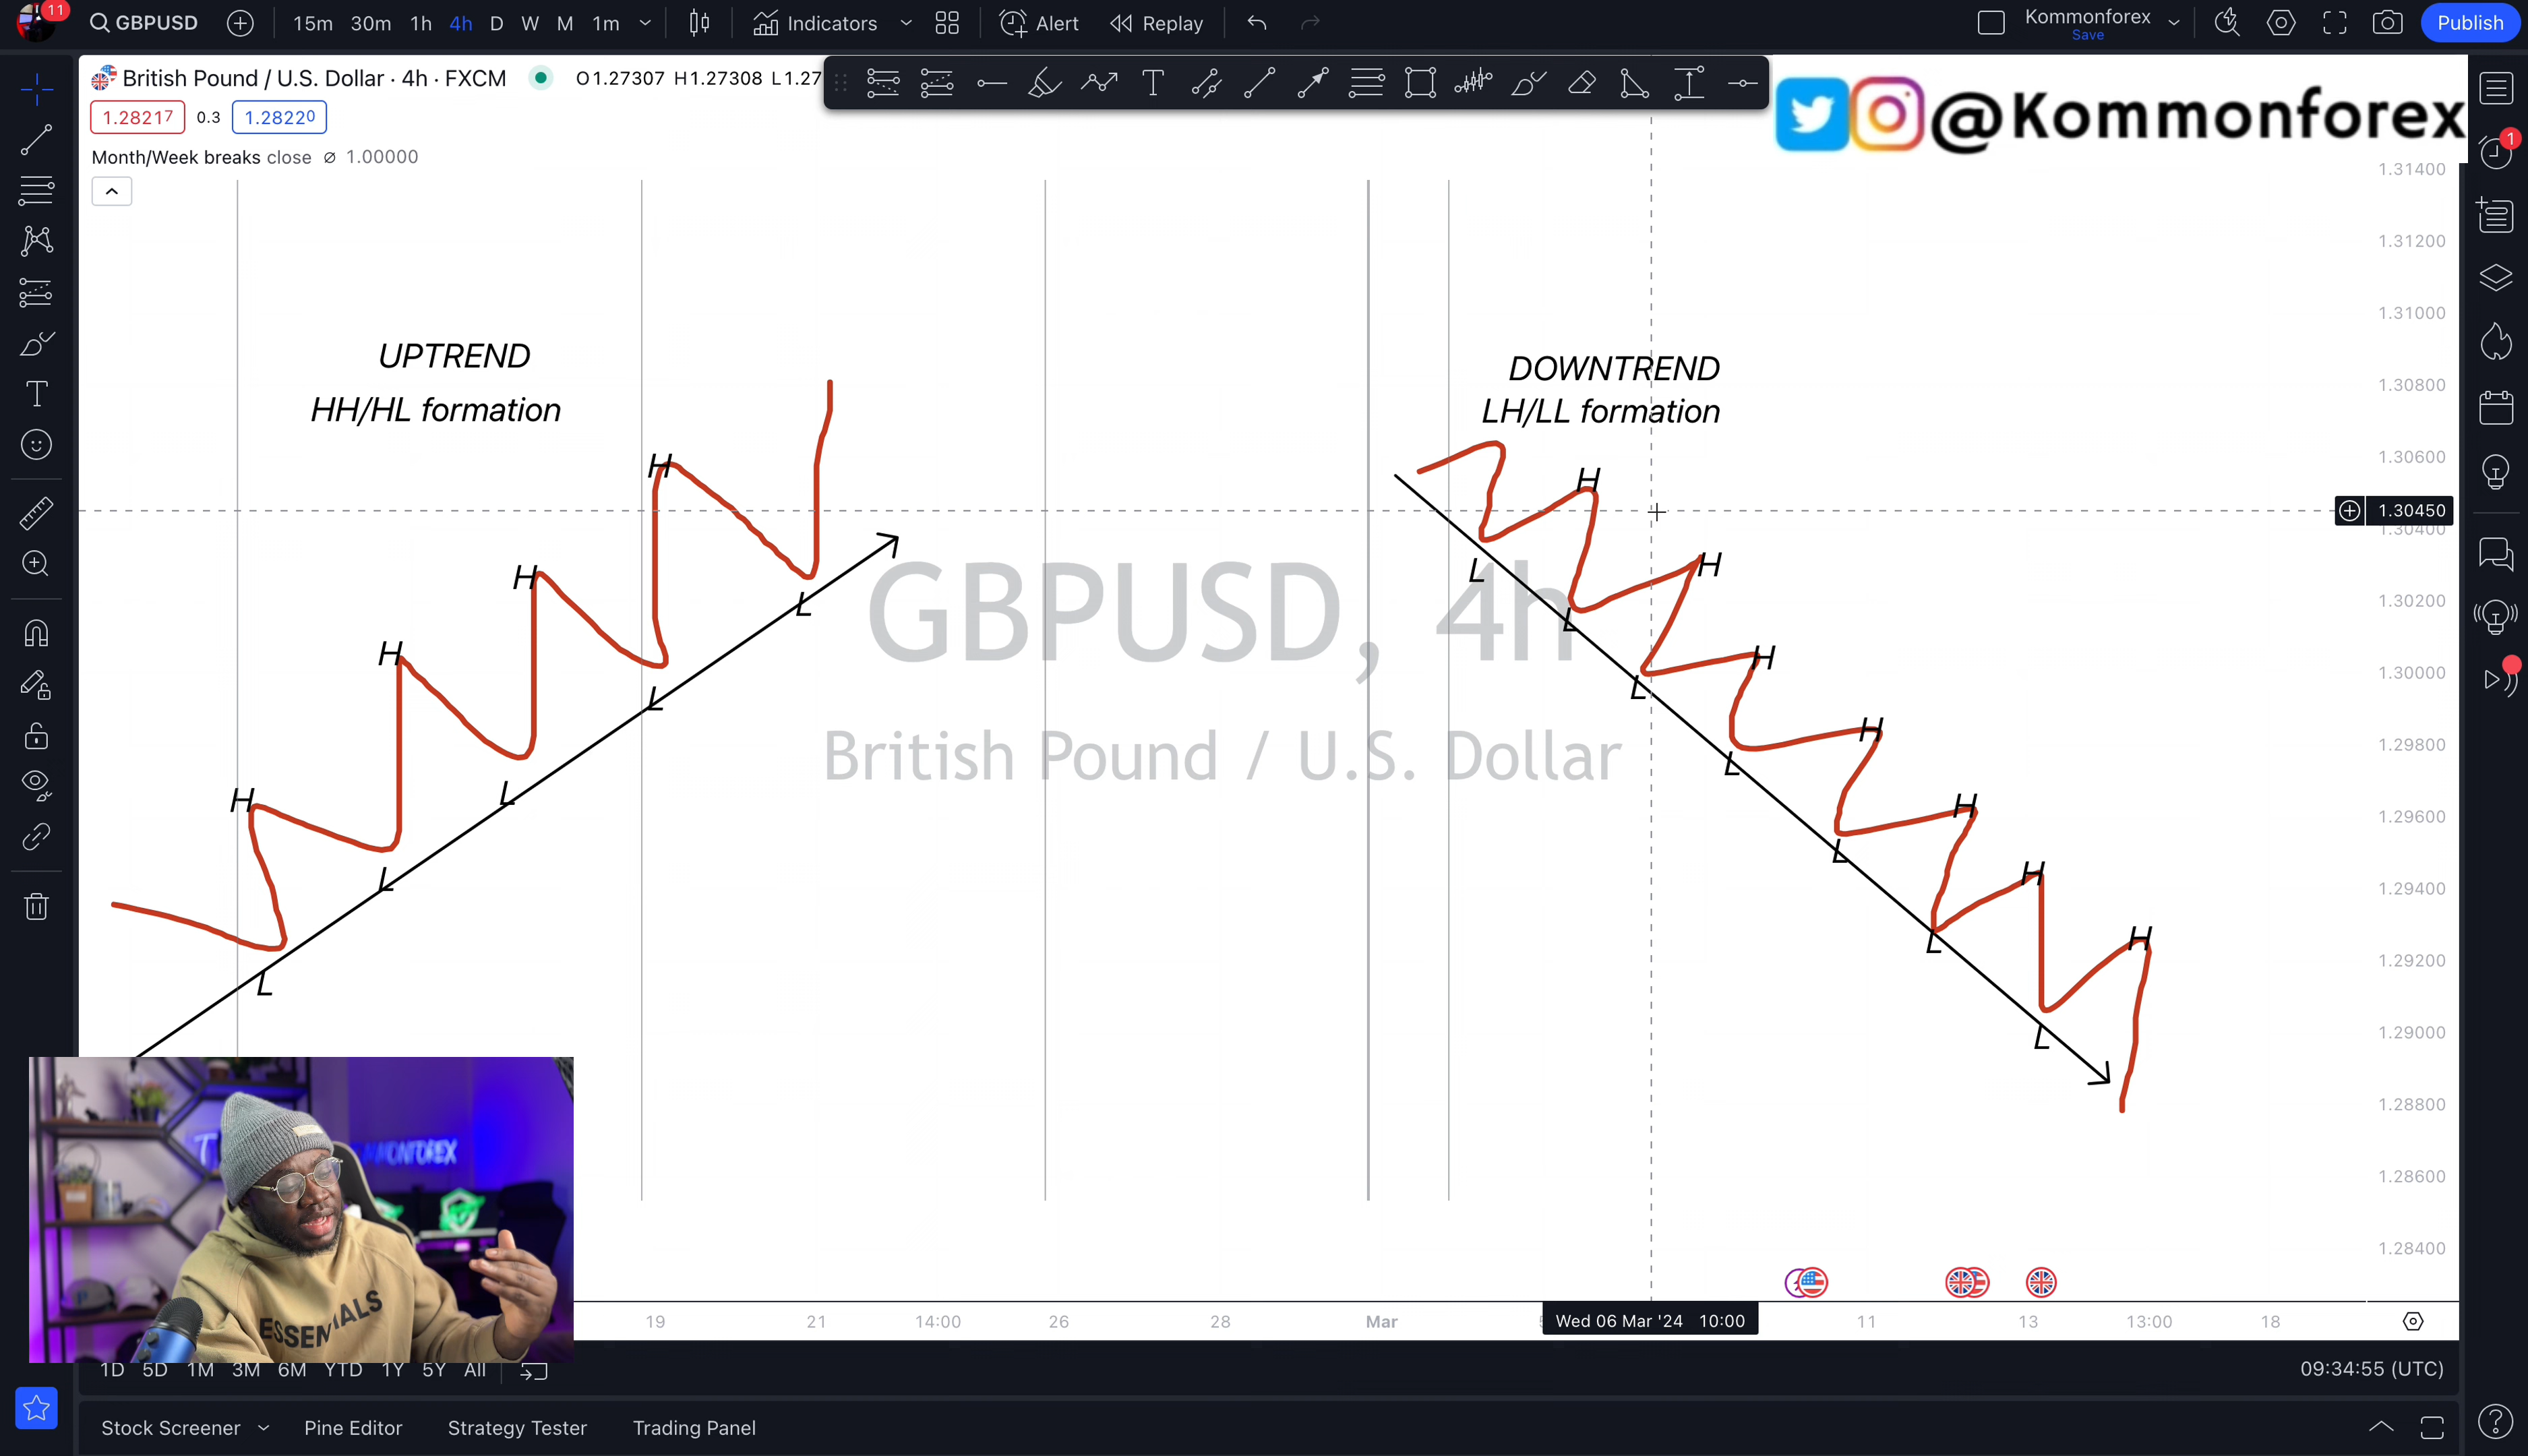 11
GBPUSD
15m 30m 1h 4h D W M 1m
Indicators
Alert
Replay
Kommonforex
Save
Publish
British Pound / U.S. Dollar · 4h · FXCM
O1.27307 H1.27308 L1.27
1.28217 0.3 1.28220
Month/Week breaks close ⌀ 1.00000
@Kommonforex
1
1.31400
1.31200
1.31000
1.30800
1.30600
1.30450
1.30400
1.30200
1.30000
1.29800
1.29600
1.29400
1.29200
1.29000
1.28800
1.28600
1.28400
UPTREND
HH/HL formation
H
H
H
H
L
L
L
L
L
DOWNTREND
LH/LL formation
H
H
H
H
H
H
H
L
L
L
L
L
L
L
GBPUSD, 4h
British Pound / U.S. Dollar
ESSENTIALS
19 21 14:00 26 28 Mar Wed 06 Mar '24 10:00 11 13 13:00 18
1D 5D 1M 3M 6M YTD 1Y 5Y All
09:34:55 (UTC)
Stock Screener Pine Editor Strategy Tester Trading Panel